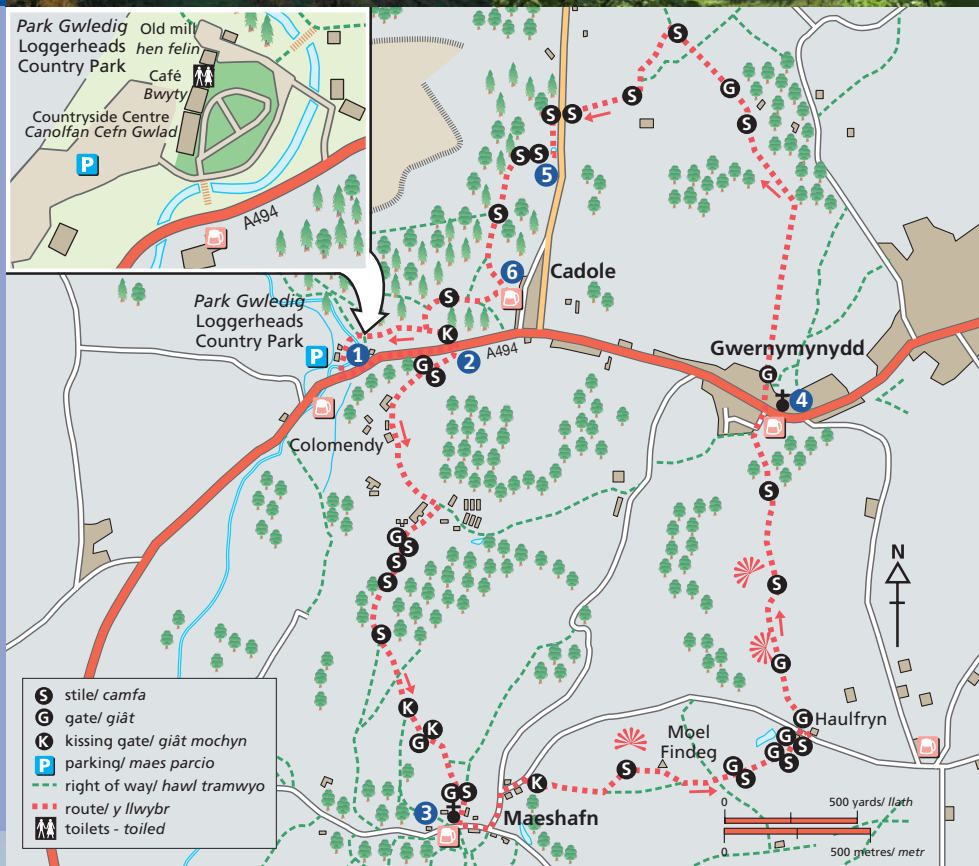 Park Gwledig
Loggerheads
Country Park
Old mill
hen felin
Café
Bwyty
Countryside Centre
Canolfan Cefn Gwlad
P
A494
S
S
G
S
S
S
S
S
5
S
6
Cadole
S
Park Gwledig
Loggerheads
Country Park
K
P
1
A494
2
G
S
Gwernymynydd
G
4
Colomendy
S
G
S
S
S
S
S
N
G
K
K
G
S stile/ camfa
G gate/ giât
K kissing gate/ giât mochyn
P parking/ maes parcio
right of way/ hawl tramwyo
route/ y llwybr
toilets - toiled
G
Haulfryn
G
S
G
S
Moel
Findeg
S
G
S
K
G
S
3
Maeshafn
0 500 yards/ llath
0 500 metres/ metr